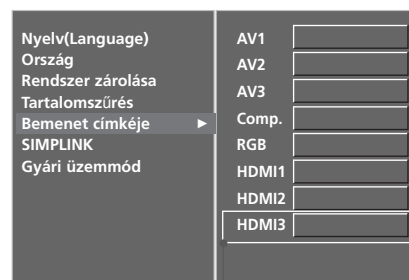 Nyelv(Language)
Ország
Rendszer zárolása
Tartalomszűrés
Bemenet címkéje ►
SIMPLINK
Gyári üzemmód
AV1
AV2
AV3
Comp.
RGB
HDMI1
HDMI2
HDMI3